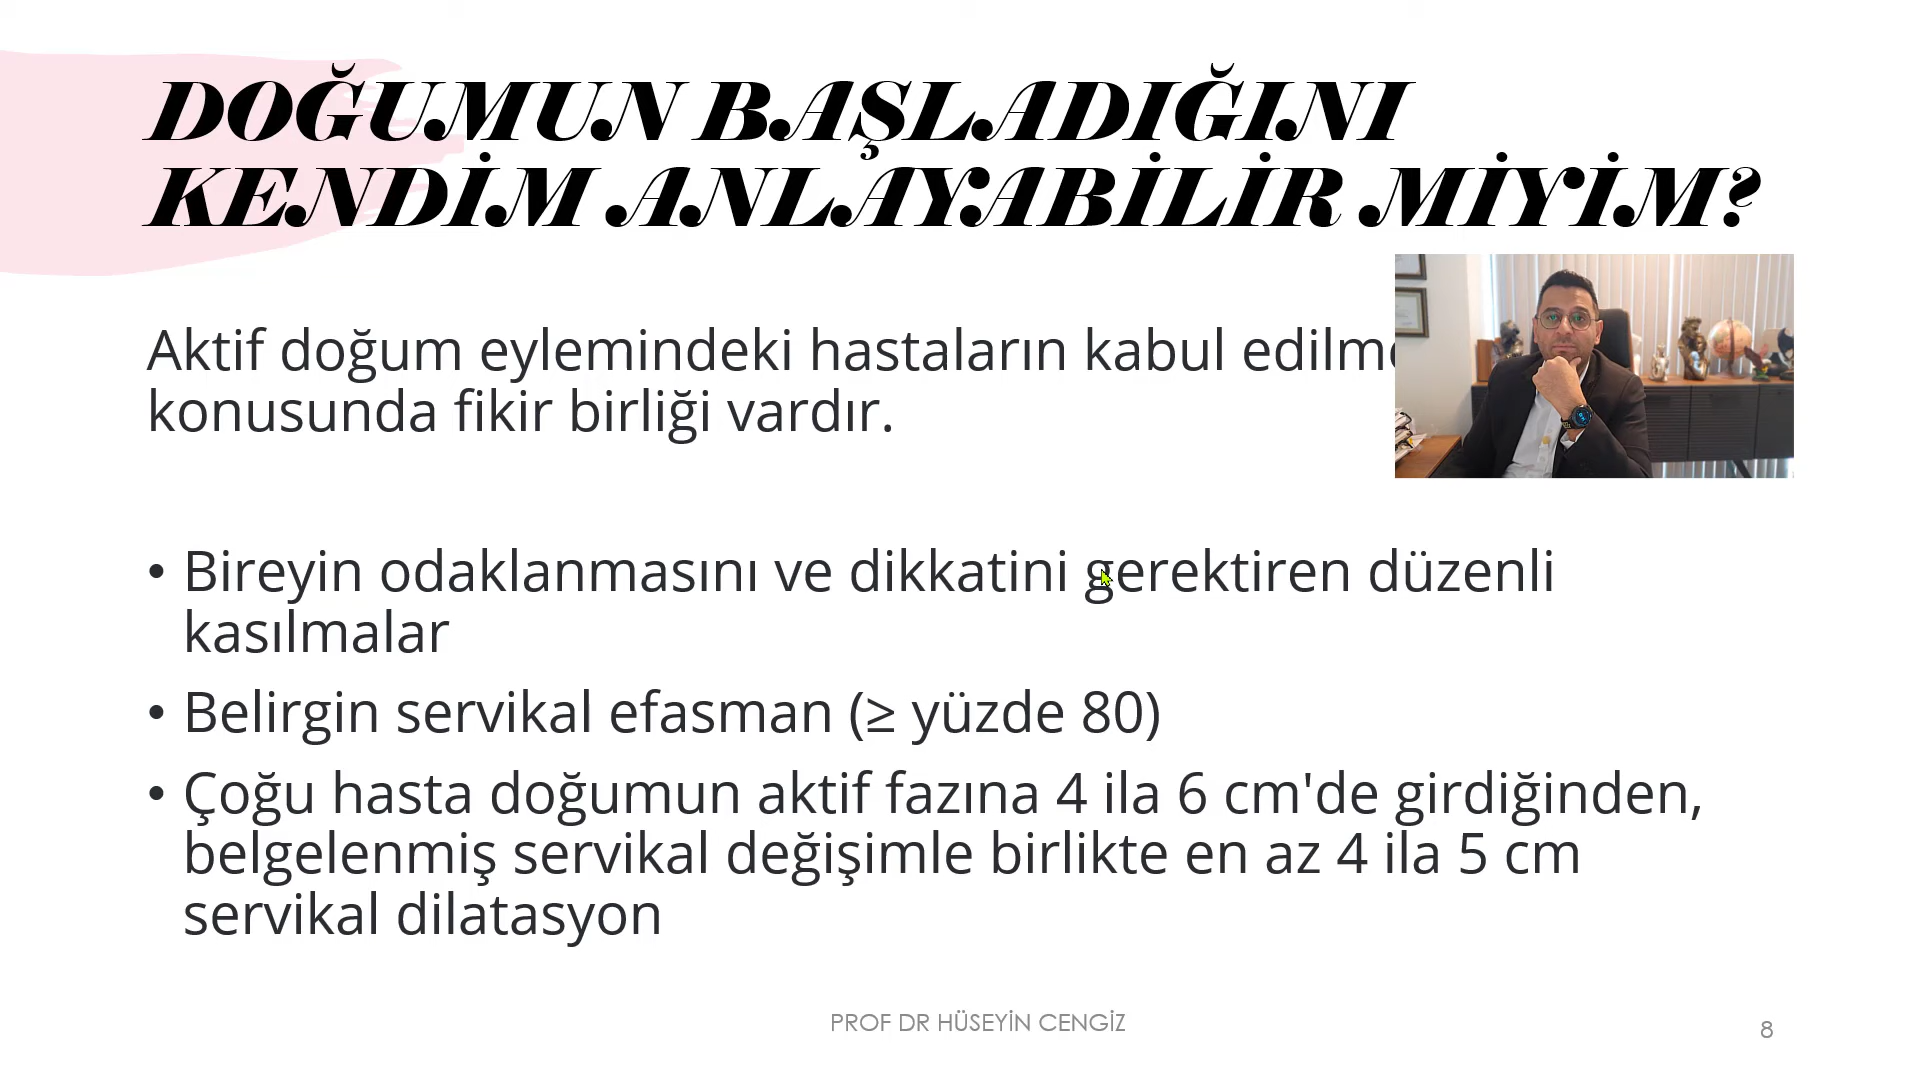 DOĞUMUN BAŞLADIĞINI
KENDİM ANLAYABİLİR MİYİM?
Aktif doğum eylemindeki hastaların kabul
konusunda fikir birliği vardır.
• Bireyin odaklanmasını ve dikkatini gerektiren düzenli
kasılmalar
• Belirgin servikal efasman (≥ yüzde 80)
• Çoğu hasta doğumun aktif fazına 4 ila 6 cm'de girdiğinden,
belgelenmiş servikal değişimle birlikte en az 4 ila 5 cm
servikal dilatasyon
PROF DR HÜSEYİN CENGİZ
8